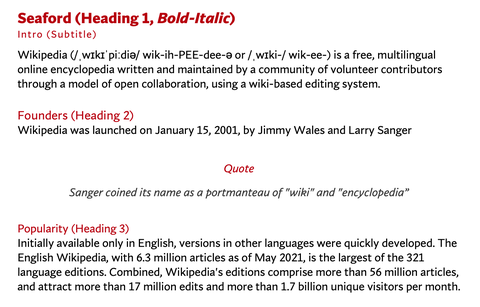 Seaford (Heading 1, Bold-Italic)
Intro (Subtitle)
Wikipedia (/ˌwɪkɪˈpiːdiə/ wik-ih-PEE-dee-ə or /ˌwɪki-/ wik-ee-) is a free, multilingual
online encyclopedia written and maintained by a community of volunteer contributors
through a model of open collaboration, using a wiki-based editing system.
Founders (Heading 2)
Wikipedia was launched on January 15, 2001, by Jimmy Wales and Larry Sanger
Quote
Sanger coined its name as a portmanteau of "wiki" and "encyclopedia”
Popularity (Heading 3)
Initially available only in English, versions in other languages were quickly developed. The
English Wikipedia, with 6.3 million articles as of May 2021, is the largest of the 321
language editions. Combined, Wikipedia's editions comprise more than 56 million articles,
and attract more than 17 million edits and more than 1.7 billion unique visitors per month.